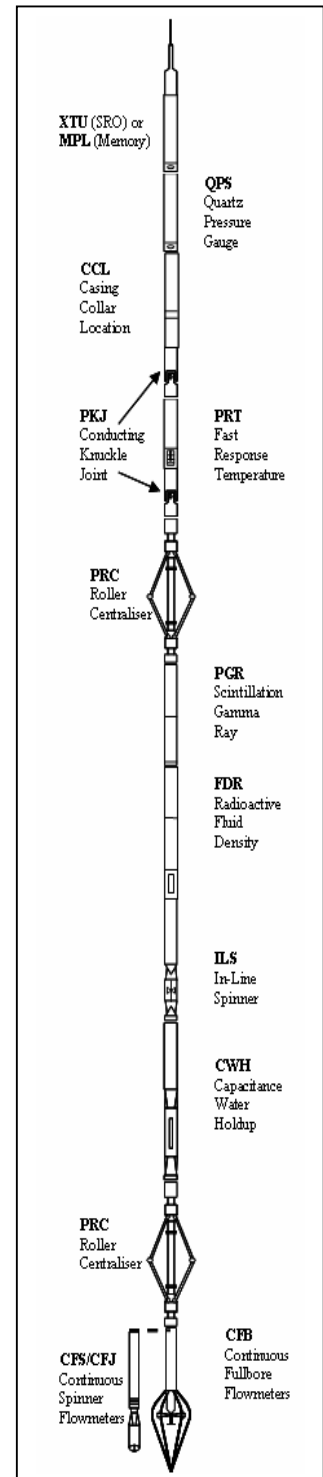 XTU (SRO) or
MPL (Memory)
QPS
Quartz
Pressure
Gauge
CCL
Casing
Collar
Location
PKJ
Conducting
Knuckle
Joint
PRT
Fast
Response
Temperature
PRC
Roller
Centraliser
PGR
Scintillation
Gamma
Ray
FDR
Radioactive
Fluid
Density
ILS
In-Line
Spinner
CWH
Capacitance
Water
Holdup
PRC
Roller
Centraliser
CFS/CFJ
Continuous
Spinner
Flowmeters
CFB
Continuous
Fullbore
Flowmeters